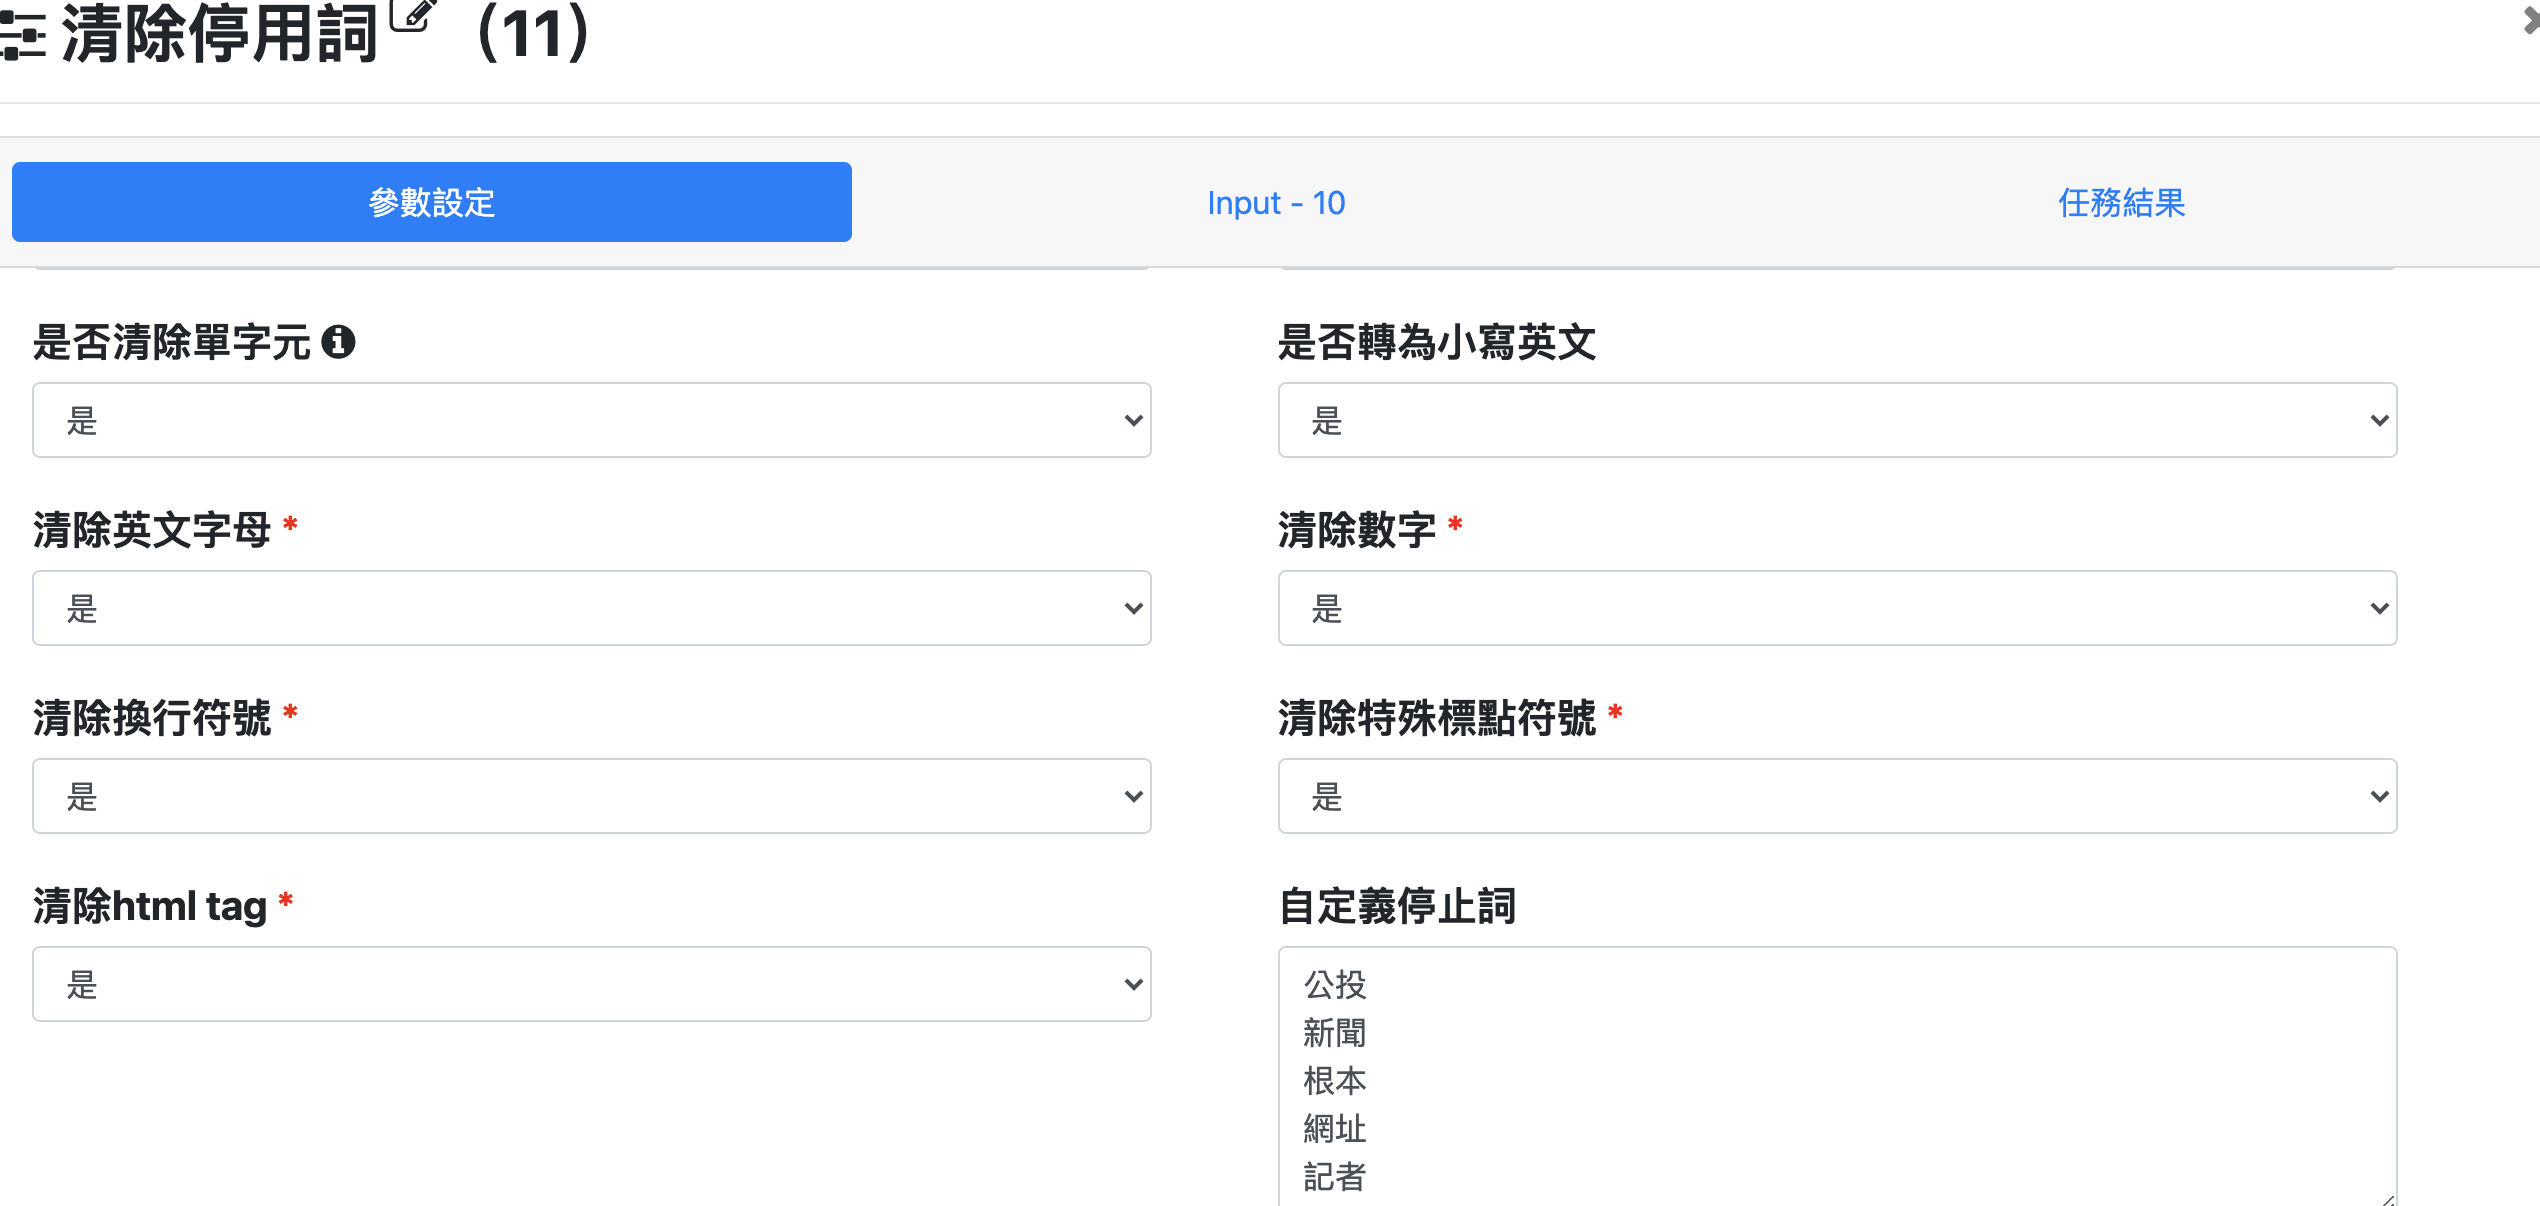 清除停用詞 (11)
參數設定 Input - 10 任務結果
是否清除單字元 是否轉為小寫英文
是 是
清除英文字母 * 清除數字 *
是 是
清除換行符號 * 清除特殊標點符號 *
是 是
清除html tag * 自定義停止詞
是 公投
新聞
根本
網址
記者